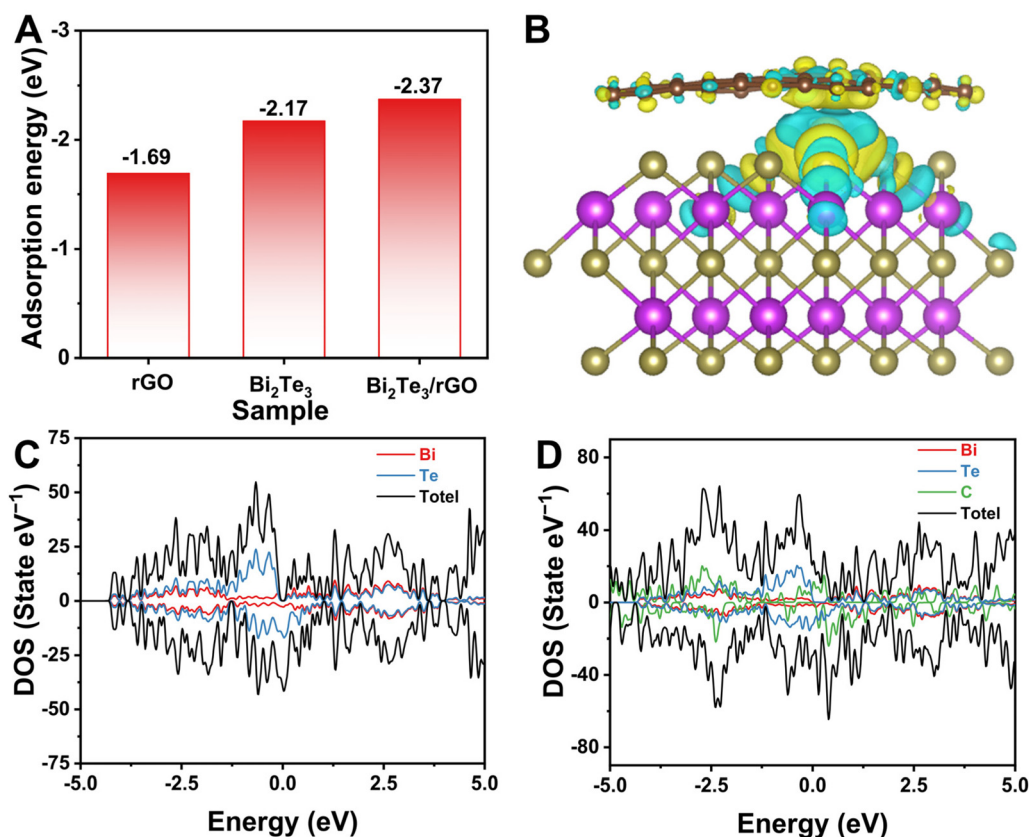 A
Adsorption energy (eV)
-3
-2
-1
0
-1.69
-2.17
-2.37
rGO
Bi₂Te₃
Bi₂Te₃/rGO
Sample
B
C
DOS (State eV⁻¹)
75
50
25
0
-25
-50
-75
Bi
Te
Totel
-5.0
-2.5
0.0
2.5
5.0
Energy (eV)
D
DOS (State eV⁻¹)
80
40
0
-40
-80
Bi
Te
C
Totel
-5.0
-2.5
0.0
2.5
5.0
Energy (eV)